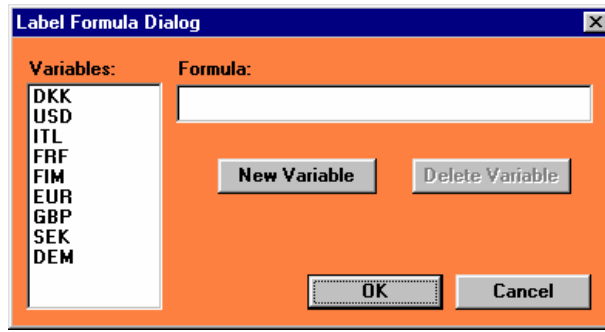 Label Formula Dialog
Variables:
Formula:
DKK
USD
ITL
FRF
FIM
EUR
GBP
SEK
DEM
New Variable
Delete Variable
OK
Cancel